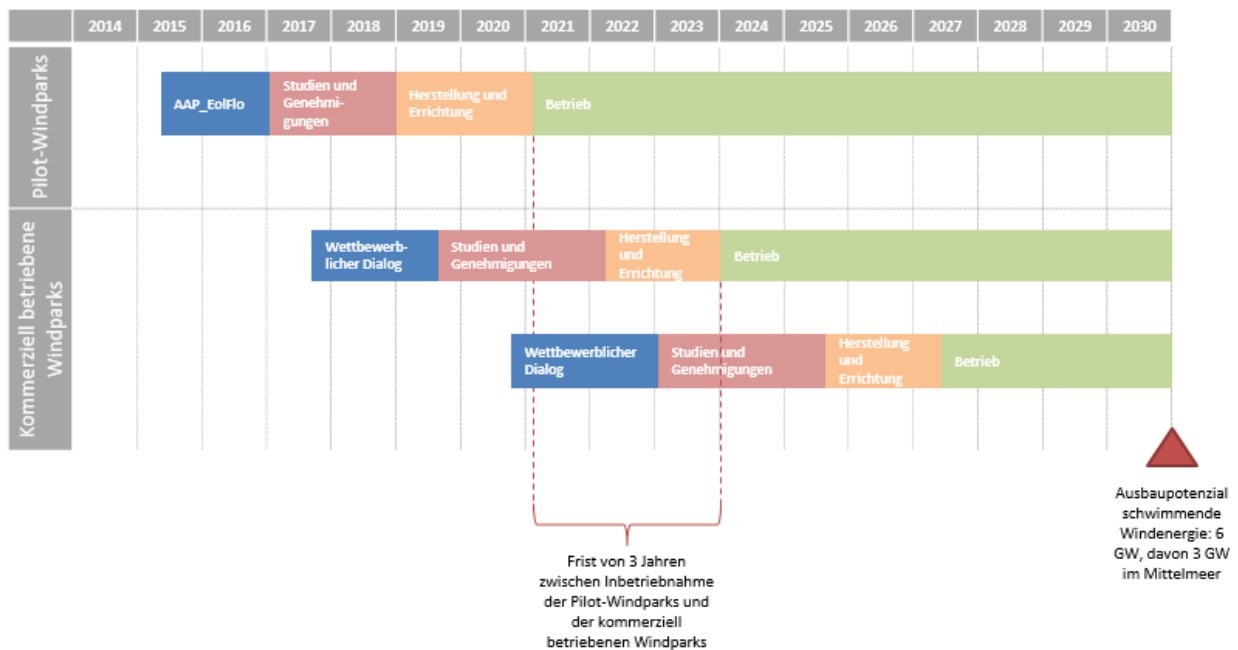 2014 2015 2016 2017 2018 2019 2020 2021 2022 2023 2024 2025 2026 2027 2028 2029 2030
Pilot-Windparks
AAP_EolFlo
Studien und
Genehmi-
gungen
Herstellung und
Errichtung
Betrieb
Kommerziell betriebene
Windparks
Wettbewerb-
licher Dialog
Studien und
Genehmigungen
Herstellung
und
Errichtung
Betrieb
Wettbewerblicher
Dialog
Studien und
Genehmigungen
Herstellung
und
Errichtung
Betrieb
Frist von 3 Jahren
zwischen Inbetriebnahme
der Pilot-Windparks und
der kommerziell
betriebenen Windparks
Ausbaupotenzial
schwimmende
Windenergie: 6
GW, davon 3 GW
im Mittelmeer